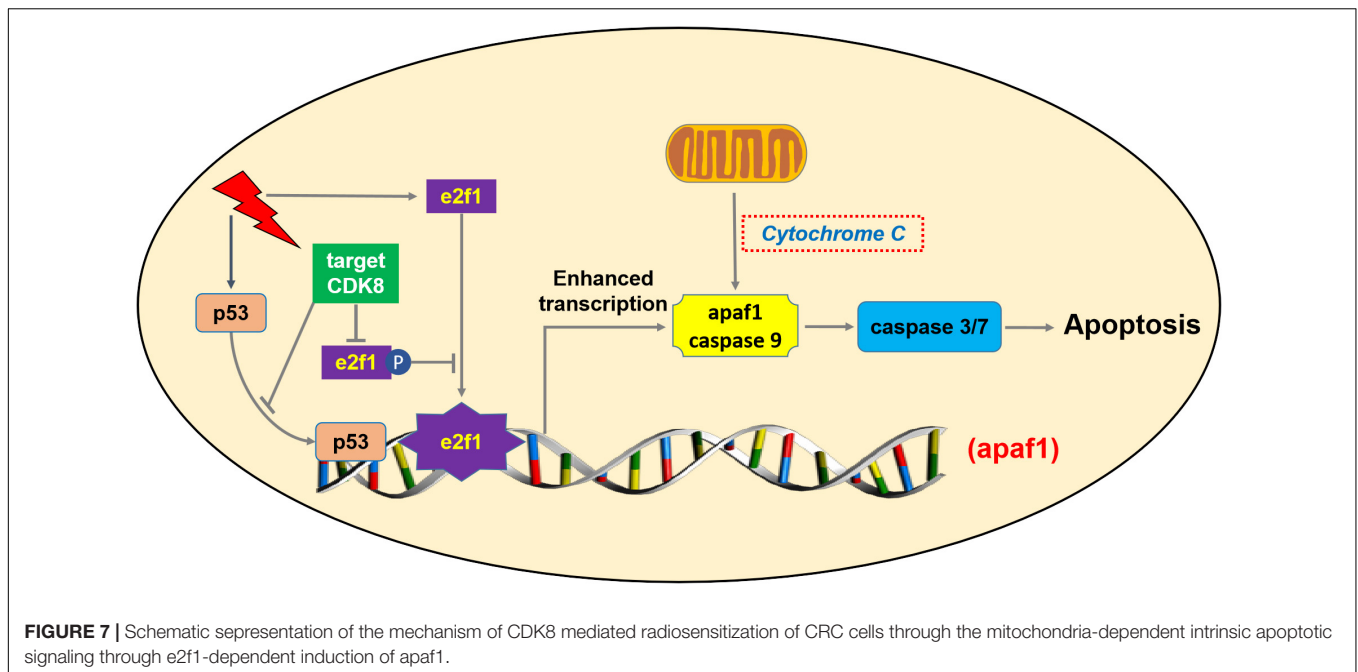 e2f1
Cytochrome C
target
CDK8
Enhanced
transcription
p53
apaf1
caspase 9
caspase 3/7
Apoptosis
e2f1
P
p53
e2f1
(apaf1)
FIGURE 7 | Schematic sepresentation of the mechanism of CDK8 mediated radiosensitization of CRC cells through the mitochondria-dependent intrinsic apoptotic
signaling through e2f1-dependent induction of apaf1.